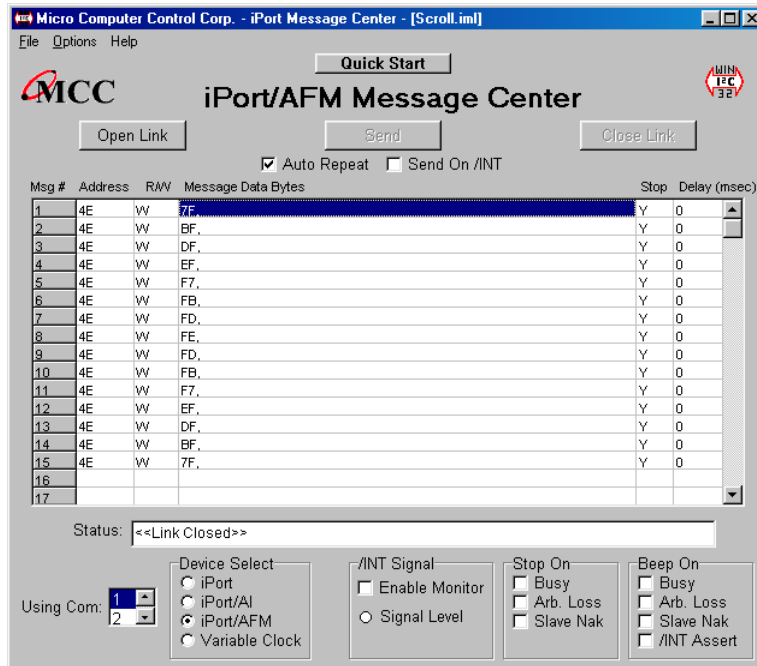 Micro Computer Control Corp. - iPort Message Center - [Scroll.iml]
File Options Help
Quick Start
MCC
iPort/AFM Message Center
WIN
I²C
32
Open Link Send Close Link
Auto Repeat Send On /INT
Msg # Address R/W Message Data Bytes Stop Delay (msec)
1 4E W 7F, Y 0
2 4E W BF, Y 0
3 4E W DF, Y 0
4 4E W EF, Y 0
5 4E W F7, Y 0
6 4E W FB, Y 0
7 4E W FD, Y 0
8 4E W FE, Y 0
9 4E W FD, Y 0
10 4E W FB, Y 0
11 4E W F7, Y 0
12 4E W EF, Y 0
13 4E W DF, Y 0
14 4E W BF, Y 0
15 4E W 7F, Y 0
16
17
Status: <<Link Closed>>
Using Com: 1
2
Device Select
iPort
iPort/AI
iPort/AFM
Variable Clock
/INT Signal
Enable Monitor
Signal Level
Stop On
Busy
Arb. Loss
Slave Nak
Beep On
Busy
Arb. Loss
Slave Nak
/INT Assert